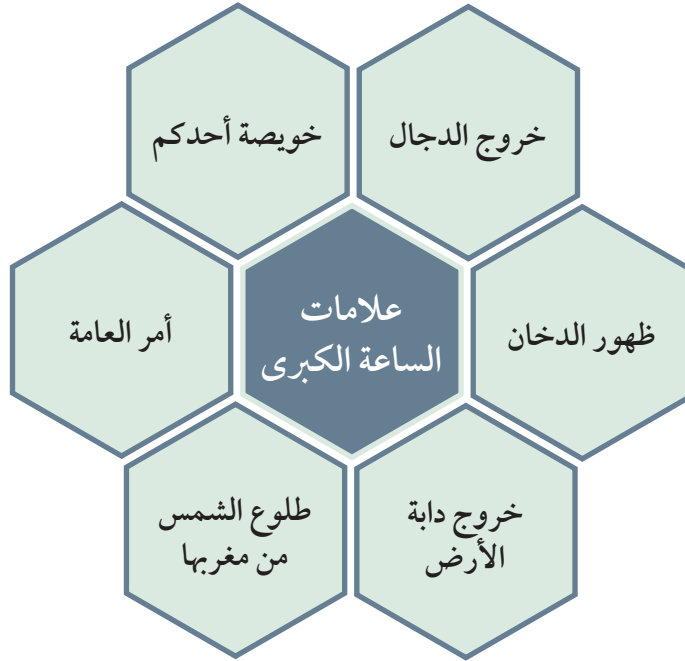 خروج الدجال
خويصة أحدكم
ظهور الدخان
علامات
الساعة الكبرى
أمر العامة
خروج دابة
الأرض
طلوع الشمس
من مغربها